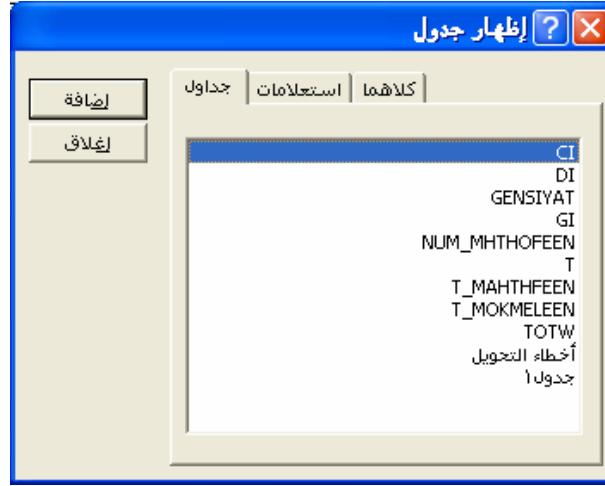 إظهار جدول
جداول
استعلامات
كلاهما
إضافة
إغلاق
CI
DI
GENSIYAT
GI
NUM_MHTHOFEEN
T
T_MAHTHFEEN
T_MOKMELEEN
TOTW
أخطاء التحويل
جدول١